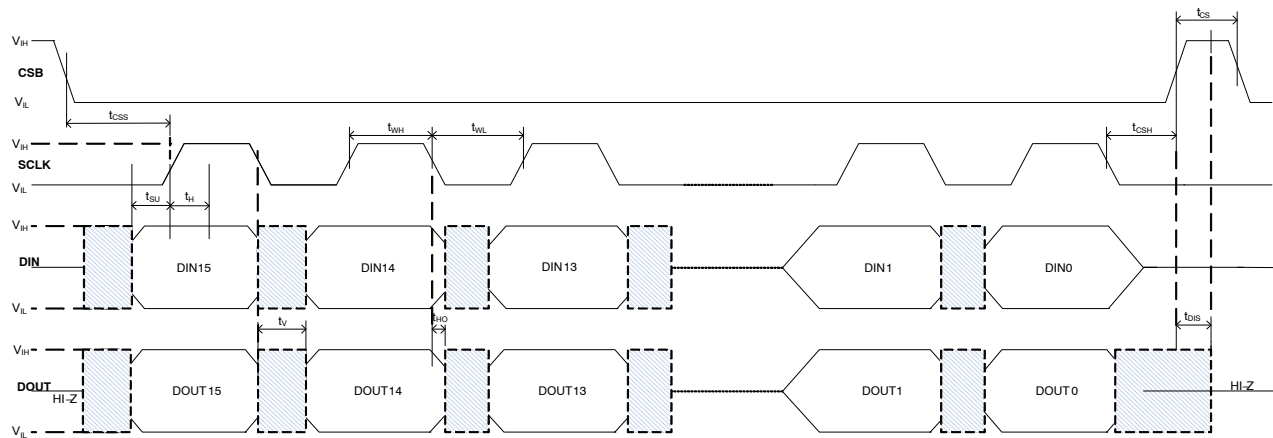 tCS
VIH
CSB
VIL
tCSS
tWH
tWL
tCSH
VIH
SCLK
VIL
tSU
tH
VIH
DIN
DIN15
DIN14
DIN13
DIN1
DIN0
VIL
tV
tHO
tDIS
VIH
DOUT
HI-Z
DOUT15
DOUT14
DOUT13
DOUT1
DOUT0
HI-Z
VIL